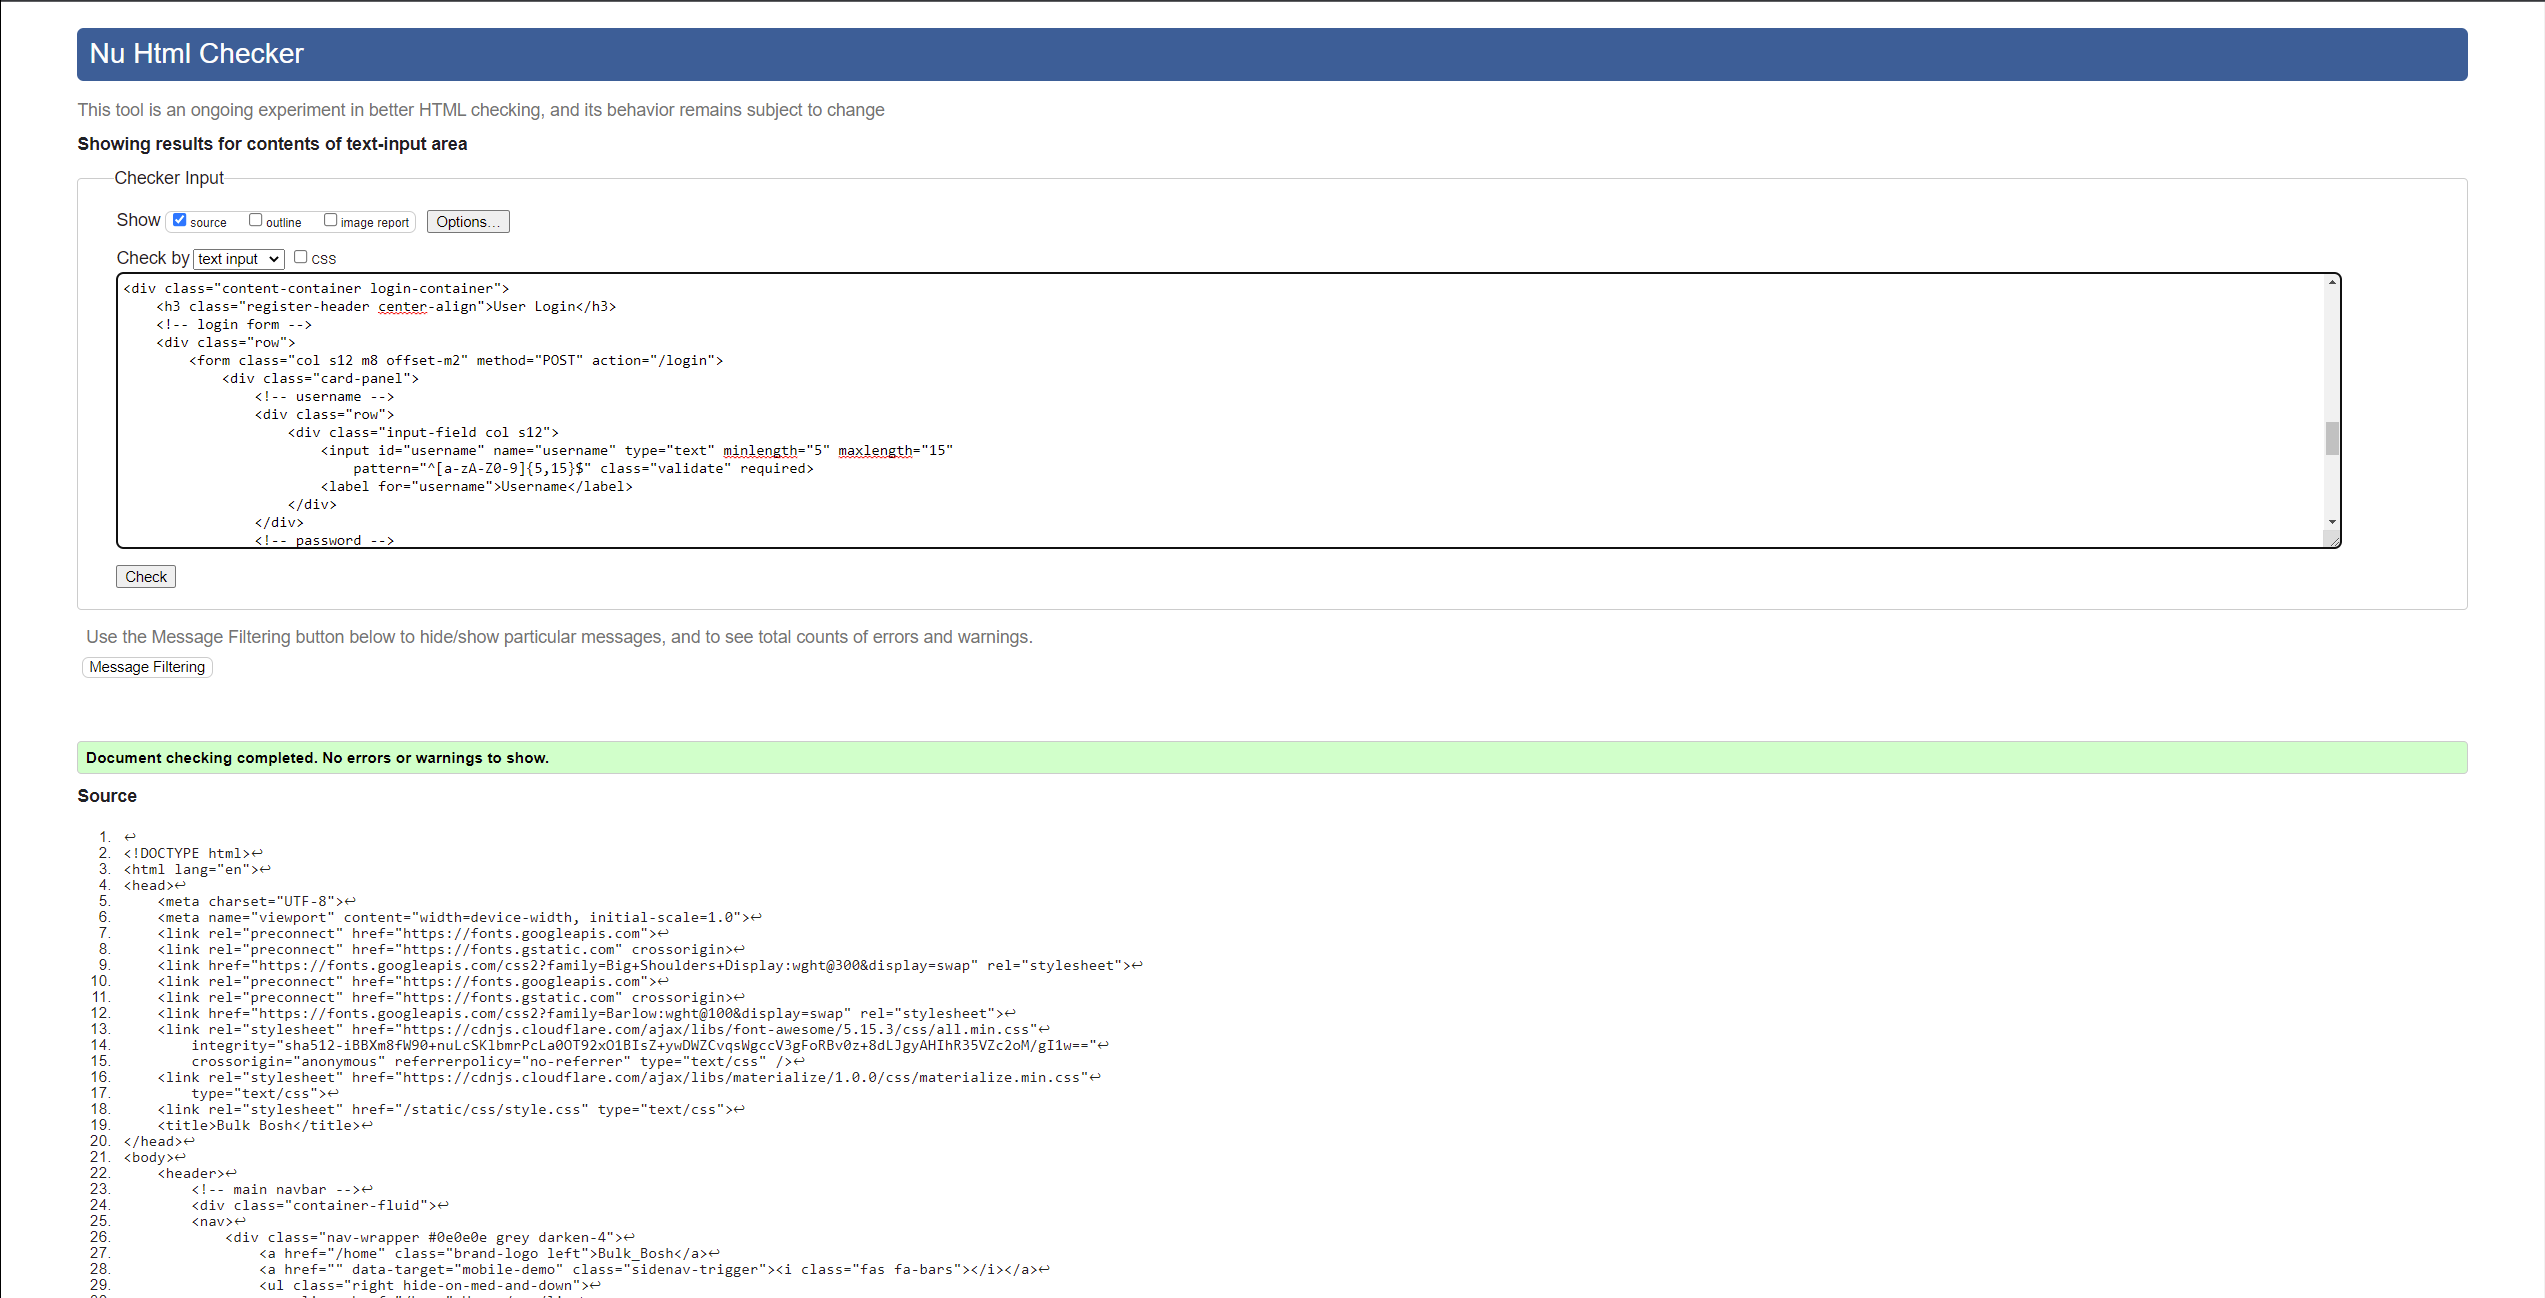 Nu Html Checker
This tool is an ongoing experiment in better HTML checking, and its behavior remains subject to change
Showing results for contents of text-input area
Checker Input
Show source outline image report Options...
Check by text input CSS
<div class="content-container login-container">
<h3 class="register-header center-align">User Login</h3>
<!-- login form -->
<div class="row">
<form class="col s12 m8 offset-m2" method="POST" action="/login">
<div class="card-panel">
<!-- username -->
<div class="row">
<div class="input-field col s12">
<input id="username" name="username" type="text" minlength="5" maxlength="15"
pattern="^[a-zA-Z0-9]{5,15}$" class="validate" required>
<label for="username">Username</label>
</div>
</div>
<!-- password -->
Check
Use the Message Filtering button below to hide/show particular messages, and to see total counts of errors and warnings.
Message Filtering
Document checking completed. No errors or warnings to show.
Source
1. ↩
2. <!DOCTYPE html>↩
3. <html lang="en">↩
4. <head>↩
5. <meta charset="UTF-8">↩
6. <meta name="viewport" content="width=device-width, initial-scale=1.0">↩
7. <link rel="preconnect" href="https://fonts.googleapis.com">↩
8. <link rel="preconnect" href="https://fonts.gstatic.com" crossorigin>↩
9. <link href="https://fonts.googleapis.com/css2?family=Big+Shoulders+Display:wght@300&display=swap" rel="stylesheet">↩
10. <link rel="preconnect" href="https://fonts.googleapis.com">↩
11. <link rel="preconnect" href="https://fonts.gstatic.com" crossorigin>↩
12. <link href="https://fonts.googleapis.com/css2?family=Barlow:wght@100&display=swap" rel="stylesheet">↩
13. <link rel="stylesheet" href="https://cdnjs.cloudflare.com/ajax/libs/font-awesome/5.15.3/css/all.min.css"↩
14. integrity="sha512-iBBXm8fW90+nuLcSKlbmrPcLa0OT92xO1BIsZ+ywDWZCvqsWgccV3gFoRBv0z+8dLJgyAHIhR35VZc2oM/gI1w=="↩
15. crossorigin="anonymous" referrerpolicy="no-referrer" type="text/css" />↩
16. <link rel="stylesheet" href="https://cdnjs.cloudflare.com/ajax/libs/materialize/1.0.0/css/materialize.min.css"↩
17. type="text/css">↩
18. <link rel="stylesheet" href="/static/css/style.css" type="text/css">↩
19. <title>Bulk Bosh</title>↩
20. </head>↩
21. <body>↩
22. <header>↩
23. <!-- main navbar -->↩
24. <div class="container-fluid">↩
25. <nav>↩
26. <div class="nav-wrapper #0e0e0e grey darken-4">↩
27. <a href="/home" class="brand-logo left">Bulk_Bosh</a>↩
28. <a href="" data-target="mobile-demo" class="sidenav-trigger"><i class="fas fa-bars"></i></a>↩
29. <ul class="right hide-on-med-and-down">↩